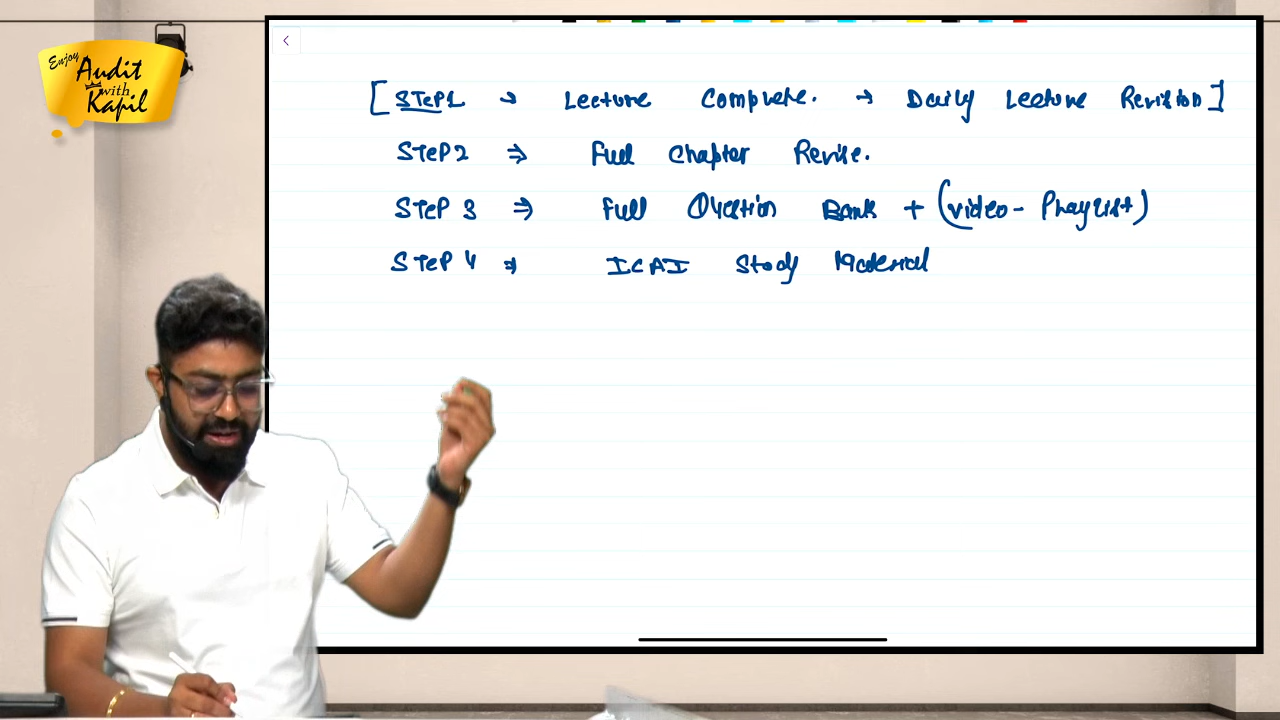 Enjoy
Audit
with
Kapil
[STEP1 → Lecture Complete. → Daily Lecture Revision]
STEP2 ⇒ Full Chapter Revise.
STEP 3 ⇒ Full Question Bank + (video - Playlist)
STEP 4 ⇒ ICAI Study Material